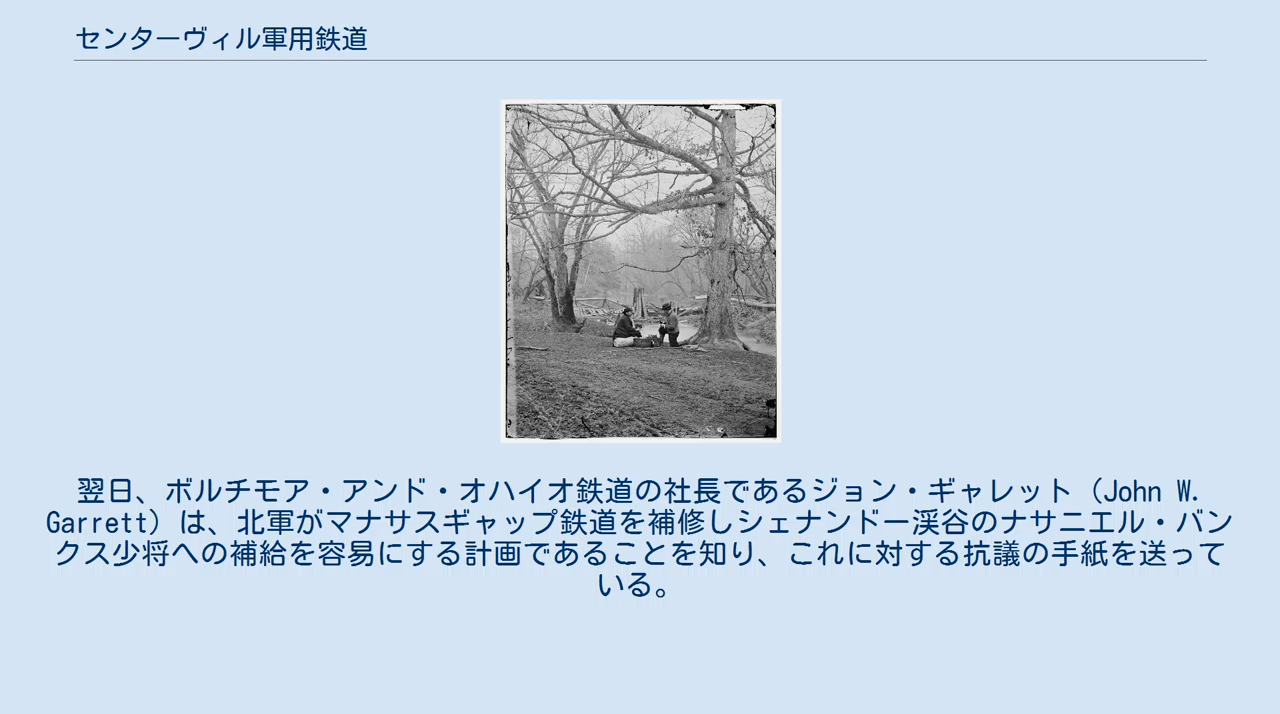 センターヴィル軍用鉄道
翌日、ボルチモア・アンド・オハイオ鉄道の社長であるジョン・ギャレット（John W.
Garrett）は、北軍がマナサスギャップ鉄道を補修しシェナンドー渓谷のナサニエル・バン
クス少将への補給を容易にする計画であることを知り、これに対する抗議の手紙を送って
いる。